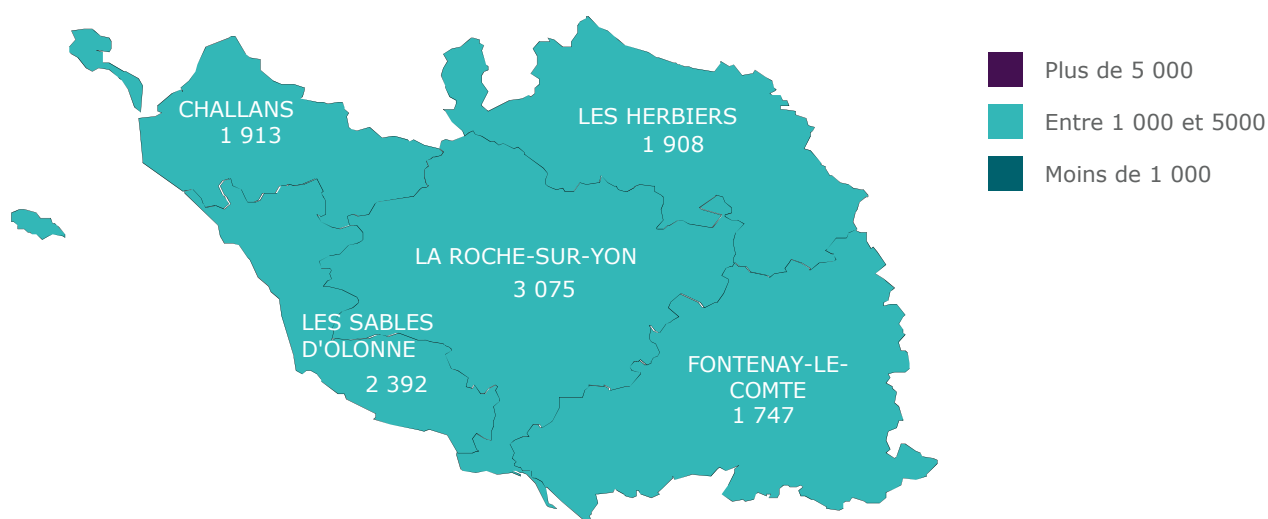 CHALLANS
1 913
LES HERBIERS
1 908
LA ROCHE-SUR-YON
3 075
LES SABLES
D'OLONNE
2 392
FONTENAY-LE-
COMTE
1 747
Plus de 5 000
Entre 1 000 et 5000
Moins de 1 000